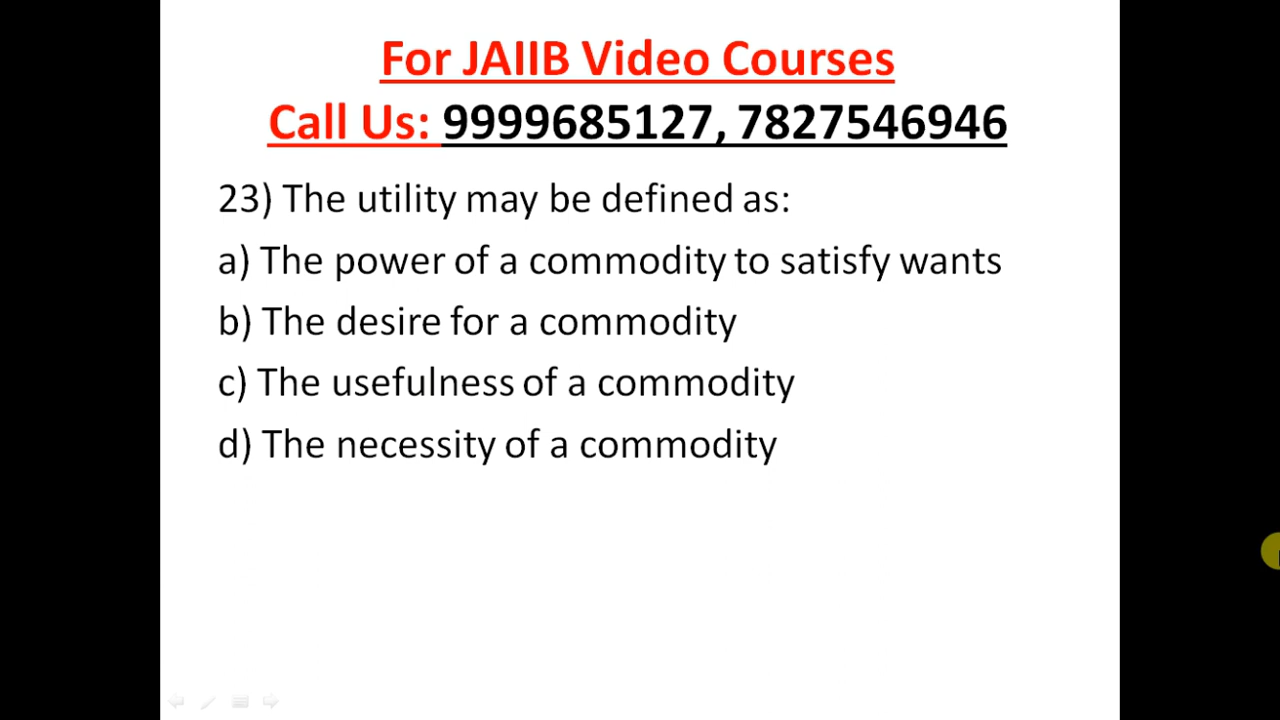 For JAIIB Video Courses
Call Us: 9999685127, 7827546946
23) The utility may be defined as:
a) The power of a commodity to satisfy wants
b) The desire for a commodity
c) The usefulness of a commodity
d) The necessity of a commodity